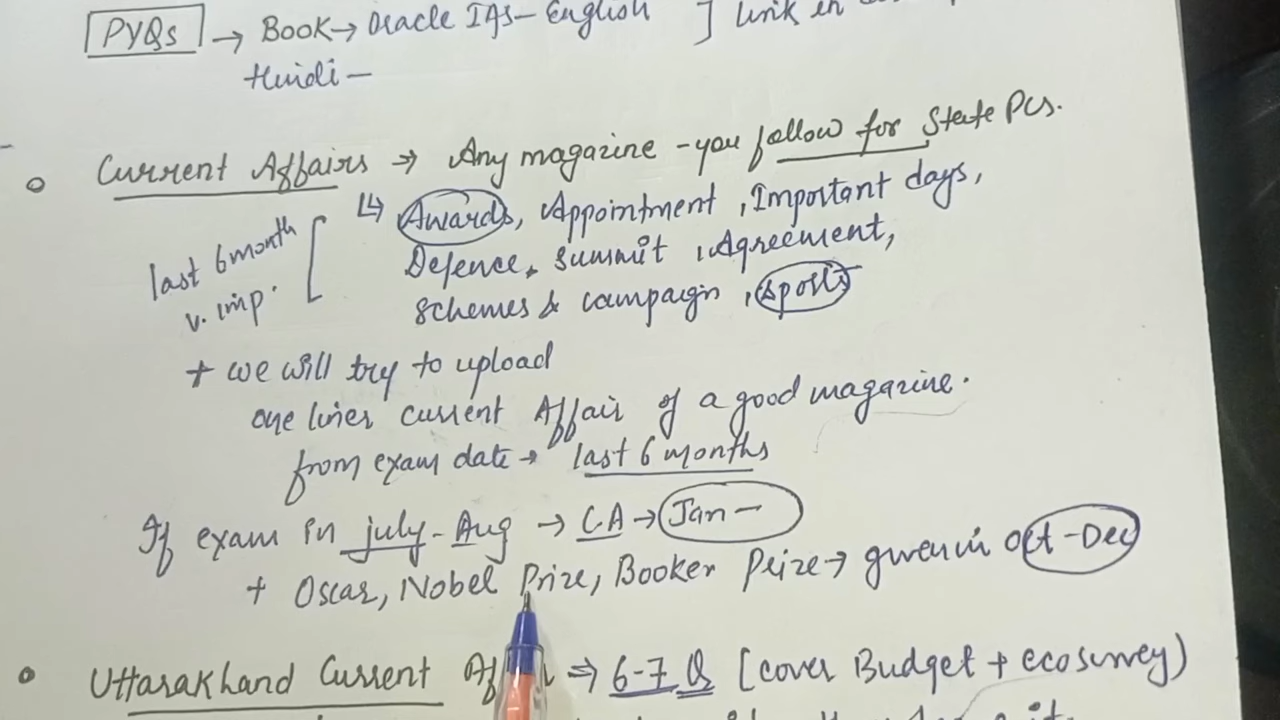 PYQs → Book → Oracle IAS - English ] link in
Hindi -
Current Affairs → Any magazine - you follow for State PCS.
↳ Awards, Appointment, Important days,
Defence, Summit, Agreement,
Schemes & campaign, Sports
last 6 month
v. imp.
+ we will try to upload
one liner current Affair of a good magazine.
from exam date → last 6 months
If exam in july - Aug → C.A → Jan -
+ Oscar, Nobel Prize, Booker Prize → given in Oct - Dec
Uttarakhand Current ⇒ 6-7 Q [cover Budget + ecosurvey)